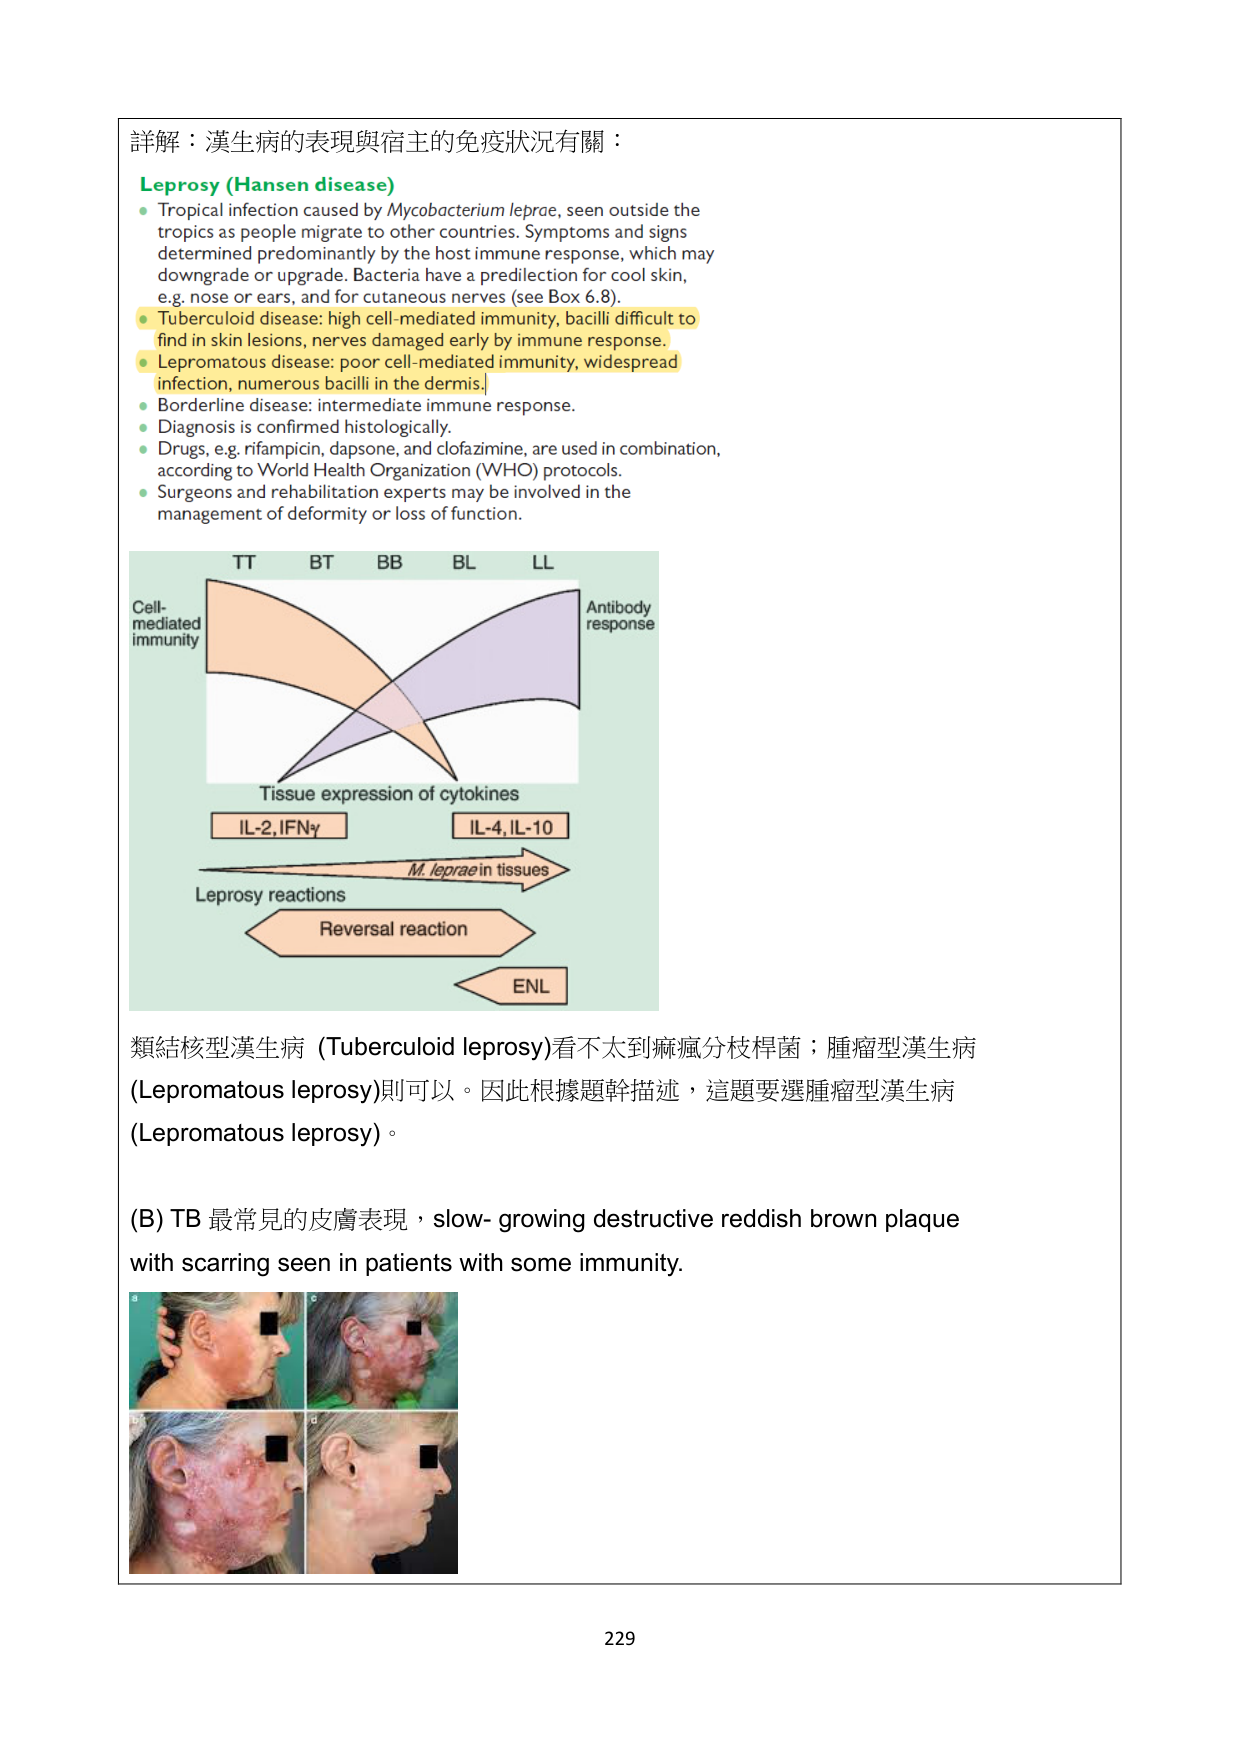 詳解：漢生病的表現與宿主的免疫狀況有關：
Leprosy (Hansen disease)
• Tropical infection caused by Mycobacterium leprae, seen outside the
tropics as people migrate to other countries. Symptoms and signs
determined predominantly by the host immune response, which may
downgrade or upgrade. Bacteria have a predilection for cool skin,
e.g. nose or ears, and for cutaneous nerves (see Box 6.8).
• Tuberculoid disease: high cell-mediated immunity, bacilli difficult to
find in skin lesions, nerves damaged early by immune response.
• Lepromatous disease: poor cell-mediated immunity, widespread
infection, numerous bacilli in the dermis.
• Borderline disease: intermediate immune response.
• Diagnosis is confirmed histologically.
• Drugs, e.g. rifampicin, dapsone, and clofazimine, are used in combination,
according to World Health Organization (WHO) protocols.
• Surgeons and rehabilitation experts may be involved in the
management of deformity or loss of function.
TT BT BB BL LL
Cell-
mediated
immunity
Antibody
response
Tissue expression of cytokines
IL-2, IFNγ
IL-4, IL-10
M. leprae in tissues
Leprosy reactions
Reversal reaction
ENL
類結核型漢生病 (Tuberculoid leprosy)看不太到痲瘋分枝桿菌；腫瘤型漢生病
(Lepromatous leprosy)則可以。因此根據題幹描述，這題要選腫瘤型漢生病
(Lepromatous leprosy)。
(B) TB 最常見的皮膚表現，slow- growing destructive reddish brown plaque
with scarring seen in patients with some immunity.
a c
b d
229